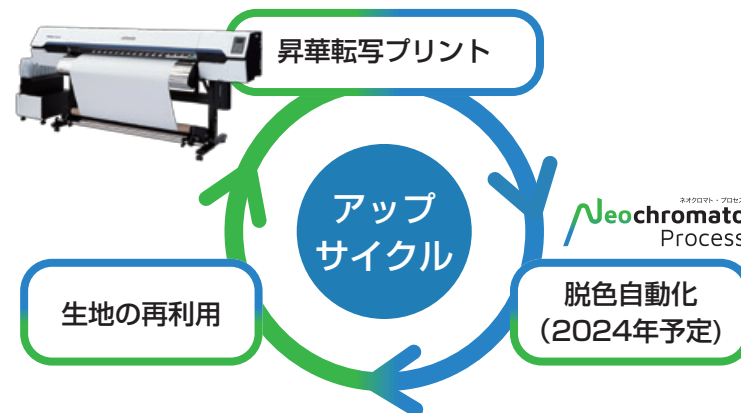 昇華転写プリント
アップ
サイクル
ネオクロマト・プロセス
Neochromato
Process
生地の再利用
脱色自動化
(2024年予定)